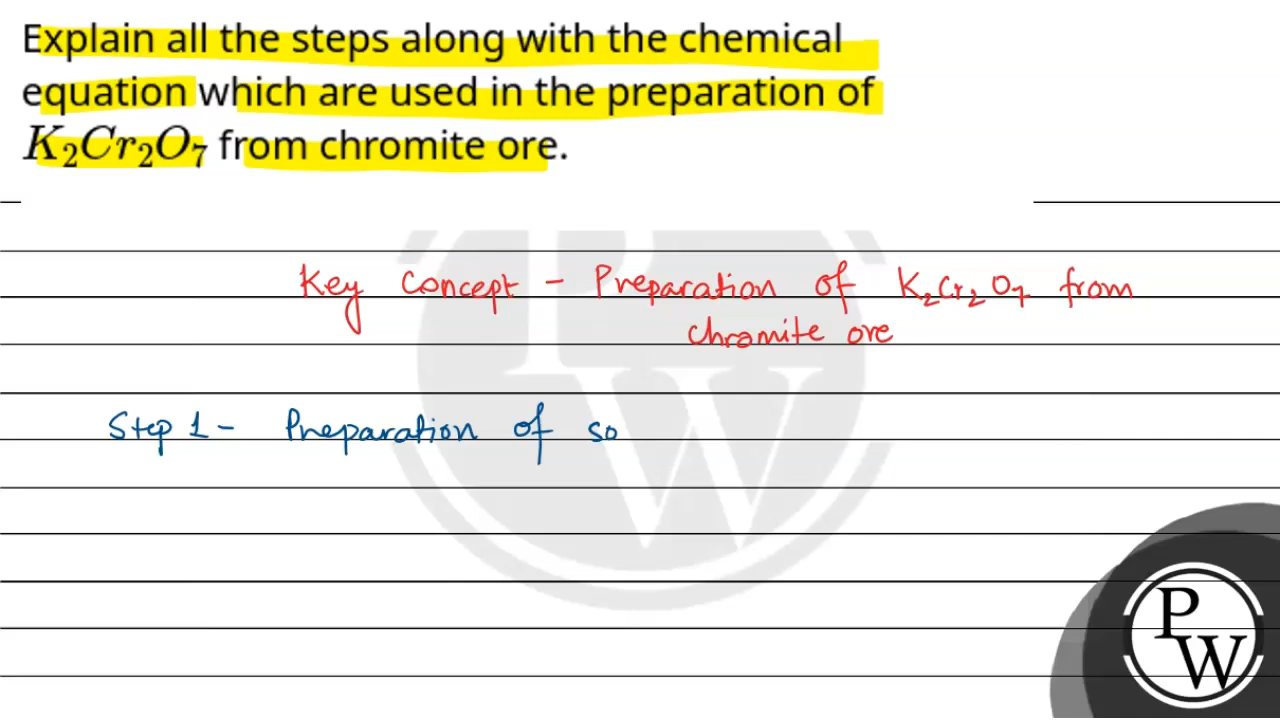 Explain all the steps along with the chemical
equation which are used in the preparation of
K₂Cr₂O₇ from chromite ore.
Key Concept - Preparation of K₂Cr₂O₇ from
chromite ore
Step 1 - Preparation of so
P
W